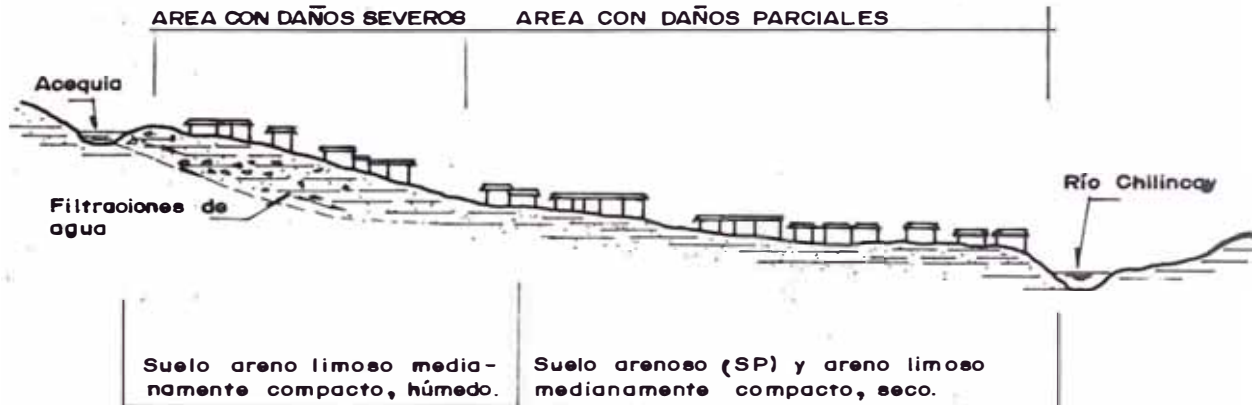 AREA CON DAÑOS SEVEROS AREA CON DAÑOS PARCIALES
Acequia
Filtraciones de
agua
Río Chilincay
Suelo areno limoso media-
namente compacto, húmedo.
Suelo arenoso (SP) y areno limoso
medianamente compacto, seco.